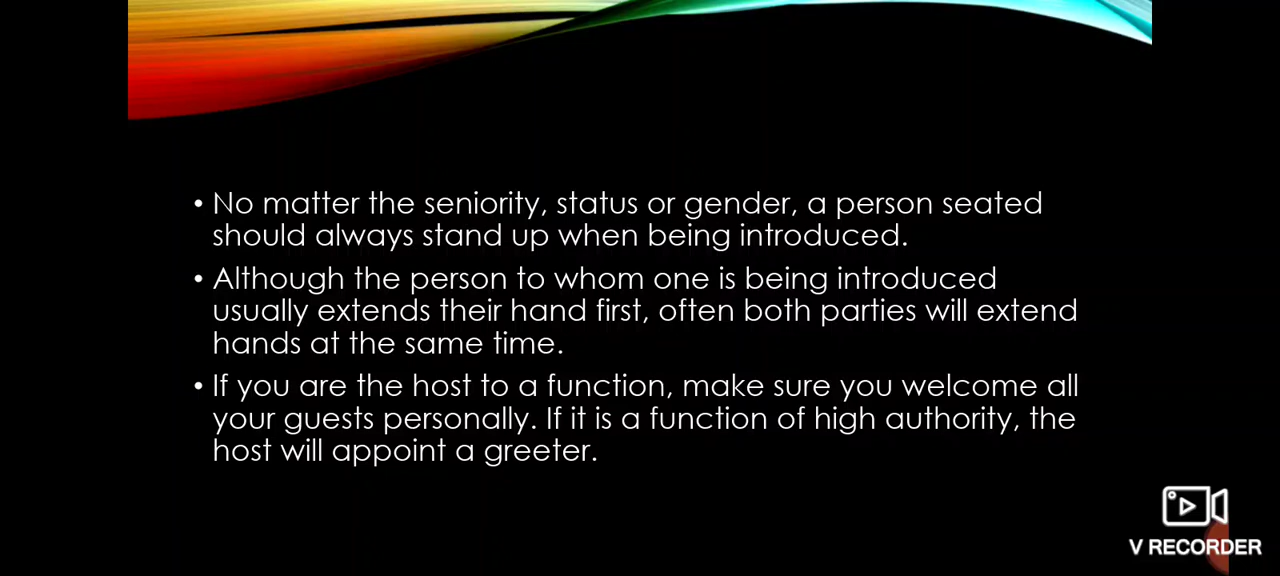 • No matter the seniority, status or gender, a person seated
should always stand up when being introduced.
• Although the person to whom one is being introduced
usually extends their hand first, often both parties will extend
hands at the same time.
• If you are the host to a function, make sure you welcome all
your guests personally. If it is a function of high authority, the
host will appoint a greeter.
V RECORDER